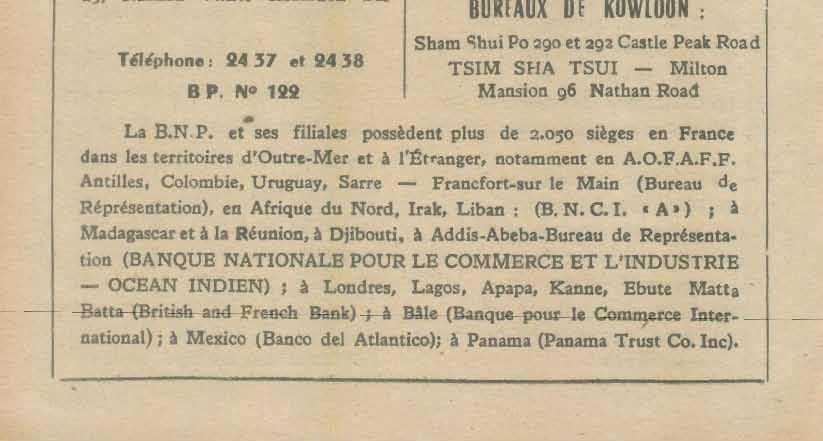 Téléphone: 24 37 et 24 38
B P. Nº 122
BUREAUX DE KOWLOON :
Sham Shui Po 290 et 292 Castle Peak Road
TSIM SHA TSUI — Milton
Mansion 96 Nathan Road
La B.N.P. et ses filiales possèdent plus de 2.050 sièges en France
dans les territoires d'Outre-Mer et à l'Étranger, notamment en A.O.F.A.F.F.
Antilles, Colombie, Uruguay, Sarre — Francfort-sur le Main (Bureau de
Réprésentation), en Afrique du Nord, Irak, Liban : (B. N. C. I. « A ») ; à
Madagascar et à la Réunion, à Djibouti, à Addis-Abeba-Bureau de Représenta-
tion (BANQUE NATIONALE POUR LE COMMERCE ET L'INDUSTRIE
— OCEAN INDIEN) ; à Londres, Lagos, Apapa, Kanne, Ebute Matta
Batta (British and French Bank) ; à Bâle (Banque pour le Commerce Inter-
national) ; à Mexico (Banco del Atlantico); à Panama (Panama Trust Co. Inc).